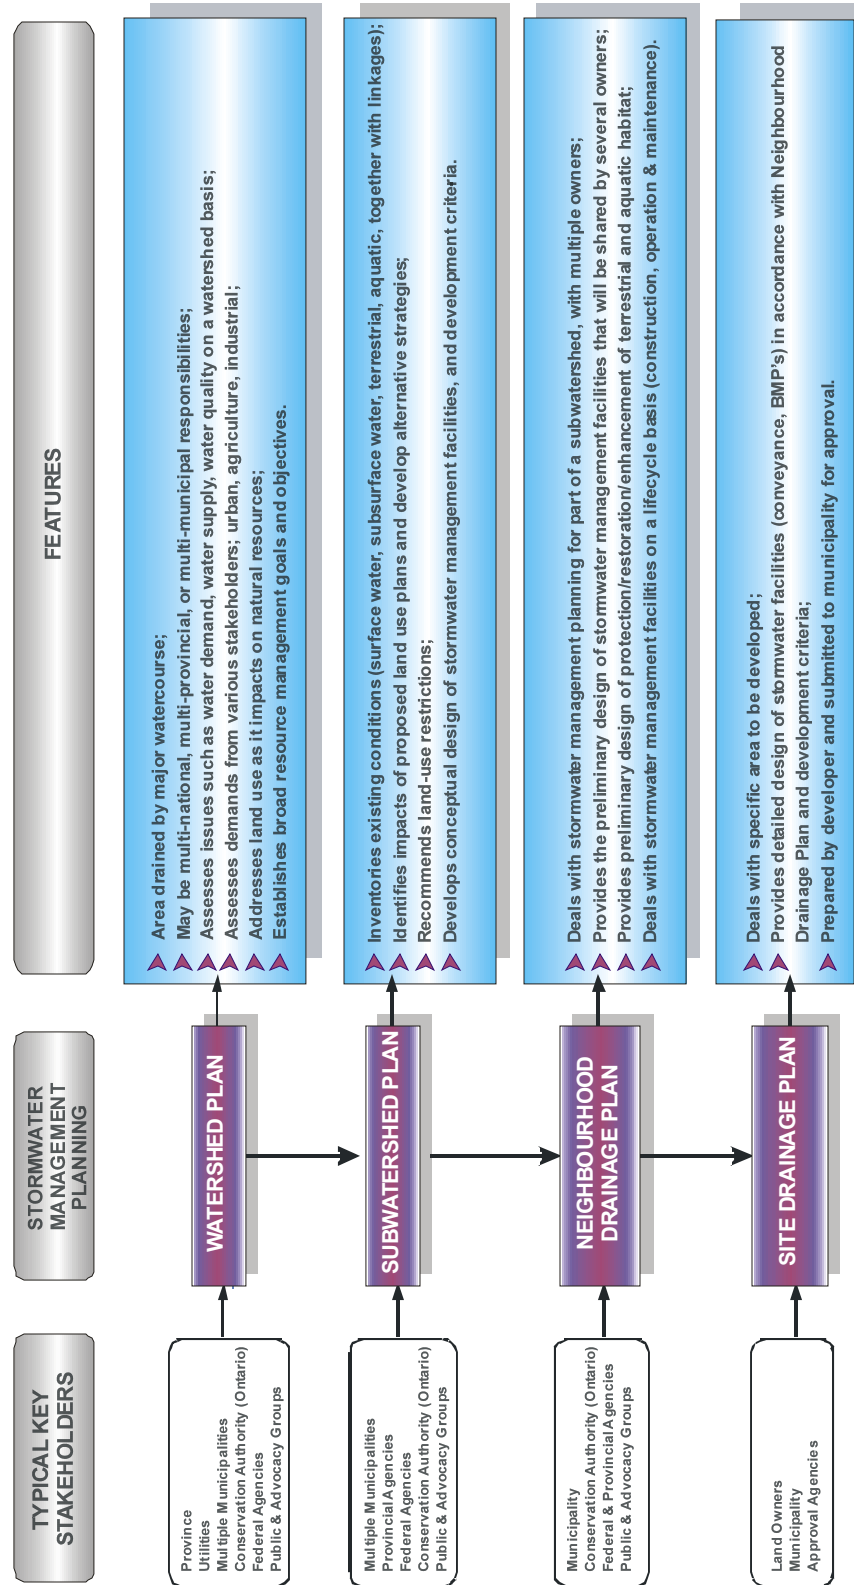 TYPICAL KEY
STAKEHOLDERS
STORMWATER
MANAGEMENT
PLANNING
FEATURES
Province
Utilities
Multiple Municipalities
Conservation Authority (Ontario)
Federal Agencies
Public & Advocacy Groups
WATERSHED PLAN
Area drained by major watercourse;
May be multi-national, multi-provincial, or multi-municipal responsibilities;
Assesses issues such as water demand, water supply, water quality on a watershed basis;
Assesses demands from various stakeholders; urban, agriculture, industrial;
Addresses land use as it impacts on natural resources;
Establishes broad resource management goals and objectives.
Multiple Municipalities
Provincial Agencies
Federal Agencies
Conservation Authority (Ontario)
Public & Advocacy Groups
SUBWATERSHED PLAN
Inventories existing conditions (surface water, subsurface water, terrestrial, aquatic, together with linkages);
Identifies impacts of proposed land use plans and develop alternative strategies;
Recommends land-use restrictions;
Develops conceptual design of stormwater management facilities, and development criteria.
Municipality
Conservation Authority (Ontario)
Federal & Provincial Agencies
Public & Advocacy Groups
NEIGHBOURHOOD
DRAINAGE PLAN
Deals with stormwater management planning for part of a subwatershed, with multiple owners;
Provides the preliminary design of stormwater management facilities that will be shared by several owners;
Provides preliminary design of protection/restoration/enhancement of terrestrial and aquatic habitat;
Deals with stormwater management facilities on a lifecycle basis (construction, operation & maintenance).
Land Owners
Municipality
Approval Agencies
SITE DRAINAGE PLAN
Deals with specific area to be developed;
Provides detailed design of stormwater facilities (conveyance, BMP's) in accordance with Neighbourhood
Drainage Plan and development criteria;
Prepared by developer and submitted to municipality for approval.